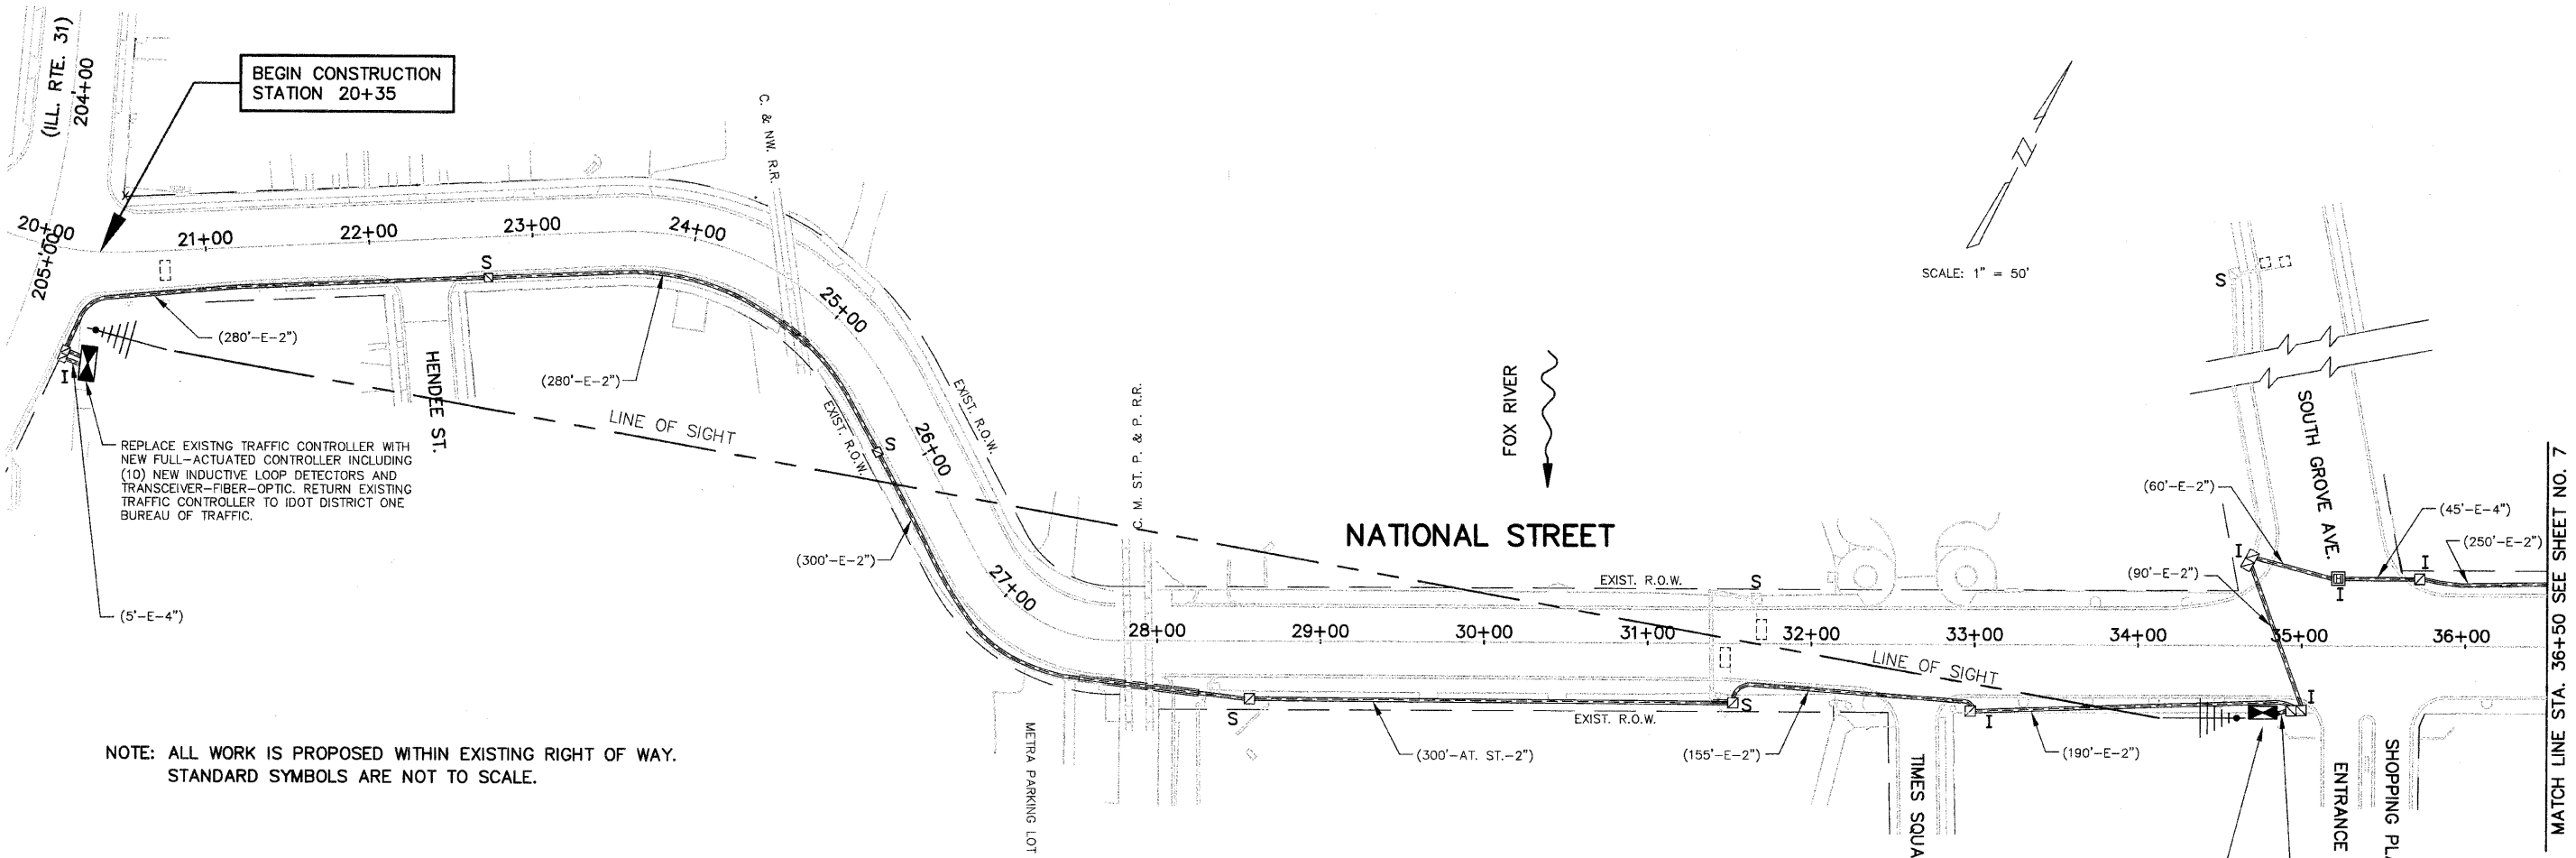 (ILL. RTE. 31)
204+00
BEGIN CONSTRUCTION
STATION 20+35
C. & NW. R.R.
20+00
205+00
21+00
22+00
23+00
24+00
25+00
26+00
27+00
28+00
29+00
30+00
31+00
32+00
33+00
34+00
35+00
36+00
S
(280'-E-2")
(280'-E-2")
I
HENDEE ST.
LINE OF SIGHT
REPLACE EXISTNG TRAFFIC CONTROLLER WITH
NEW FULL-ACTUATED CONTROLLER INCLUDING
(10) NEW INDUCTIVE LOOP DETECTORS AND
TRANSCEIVER-FIBER-OPTIC. RETURN EXISTING
TRAFFIC CONTROLLER TO IDOT DISTRICT ONE
BUREAU OF TRAFFIC.
(5'-E-4")
EXIST. R.O.W.
EXIST. R.O.W.
S
(300'-E-2")
C. M. ST. P. & P. R.R.
METRA PARKING LOT
NOTE: ALL WORK IS PROPOSED WITHIN EXISTING RIGHT OF WAY.
STANDARD SYMBOLS ARE NOT TO SCALE.
SCALE: 1" = 50'
FOX RIVER
NATIONAL STREET
EXIST. R.O.W.
S
S
EXIST. R.O.W.
S
(300'-AT. ST.-2")
(155'-E-2")
LINE OF SIGHT
I
(190'-E-2")
TIMES SQUA
S
SOUTH GROVE AVE.
(60'-E-2")
I
(90'-E-2")
H
I
(45'-E-4")
I
(250'-E-2")
I
ENTRANCE
SHOPPING PL
MATCH LINE STA. 36+50 SEE SHEET NO. 7